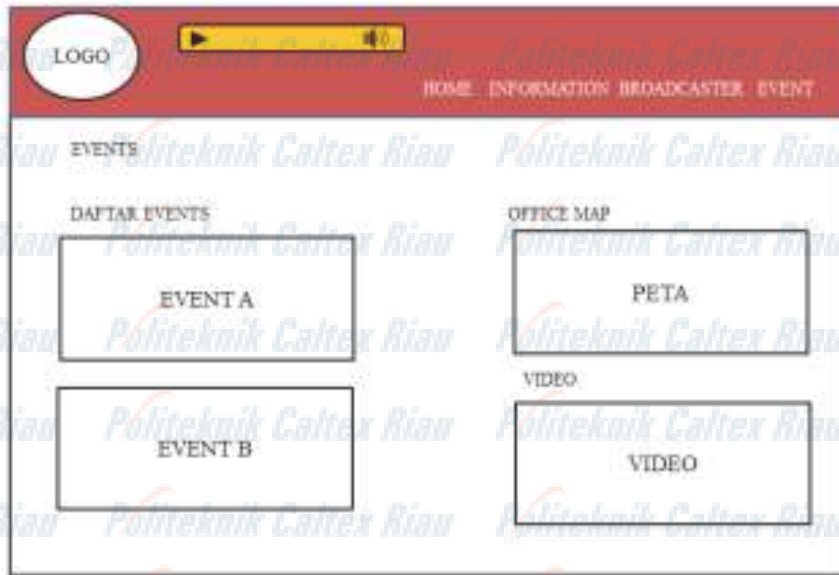 LOGO
HOME INFORMATION BROADCASTER EVENT
EVENTS
DAFTAR EVENTS
EVENT A
EVENT B
OFFICE MAP
PETA
VIDEO
VIDEO
Politeknik Caltex Riau